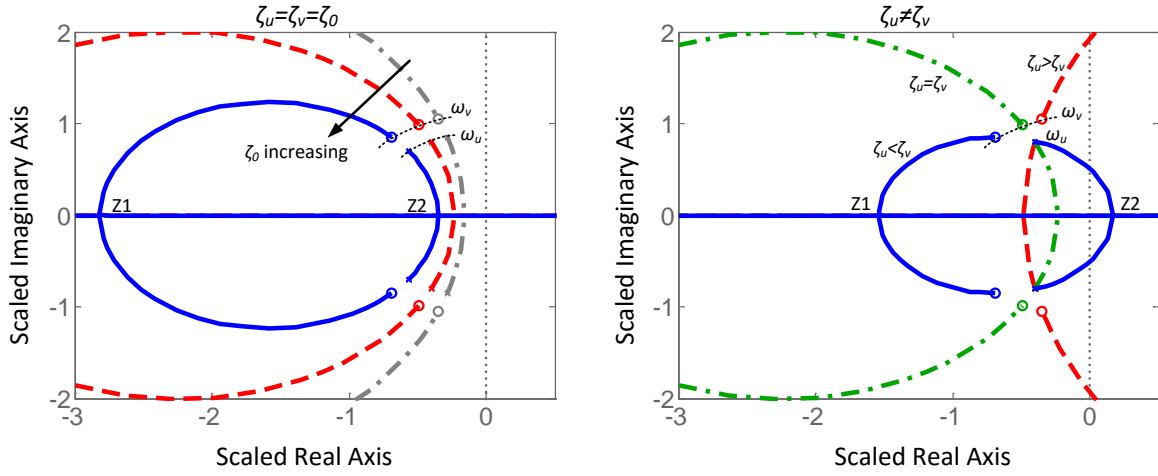 ζu=ζv=ζ0
2
1
0
-1
-2
-3
-2
-1
0
Scaled Imaginary Axis
Scaled Real Axis
ωv
ωu
ζ0 increasing
Z1
Z2
ζu≠ζv
2
1
0
-1
-2
-3
-2
-1
0
Scaled Imaginary Axis
Scaled Real Axis
ζu=ζv
ζu>ζv
ωv
ωu
ζu<ζv
Z1
Z2